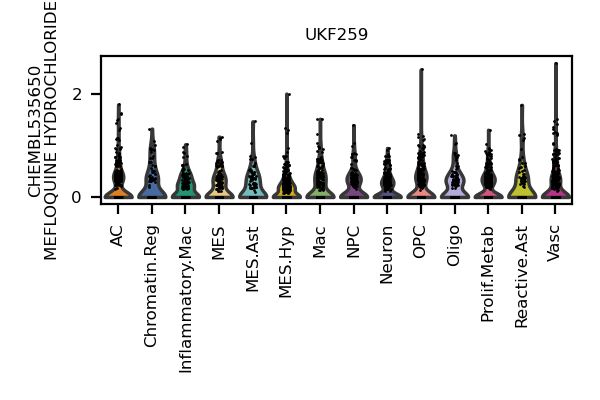 UKF259
CHEMBL535650
MEFLOQUINE HYDROCHLORIDE
2
0
AC
Chromatin.Reg
Inflammatory.Mac
MES
MES.Ast
MES.Hyp
Mac
NPC
Neuron
OPC
Oligo
Prolif.Metab
Reactive.Ast
Vasc